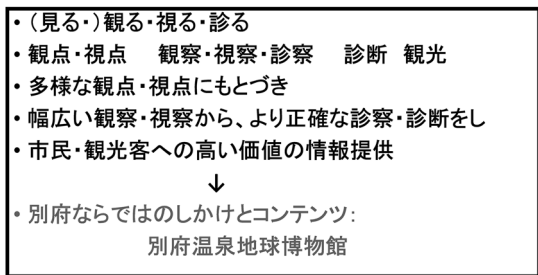 • (見る・)観る・視る・診る
• 観点・視点　観察・視察・診察　診断　観光
• 多様な観点・視点にもとづき
• 幅広い観察・視察から、より正確な診察・診断をし
• 市民・観光客への高い価値の情報提供
↓
• 別府ならではのしかけとコンテンツ：
別府温泉地球博物館